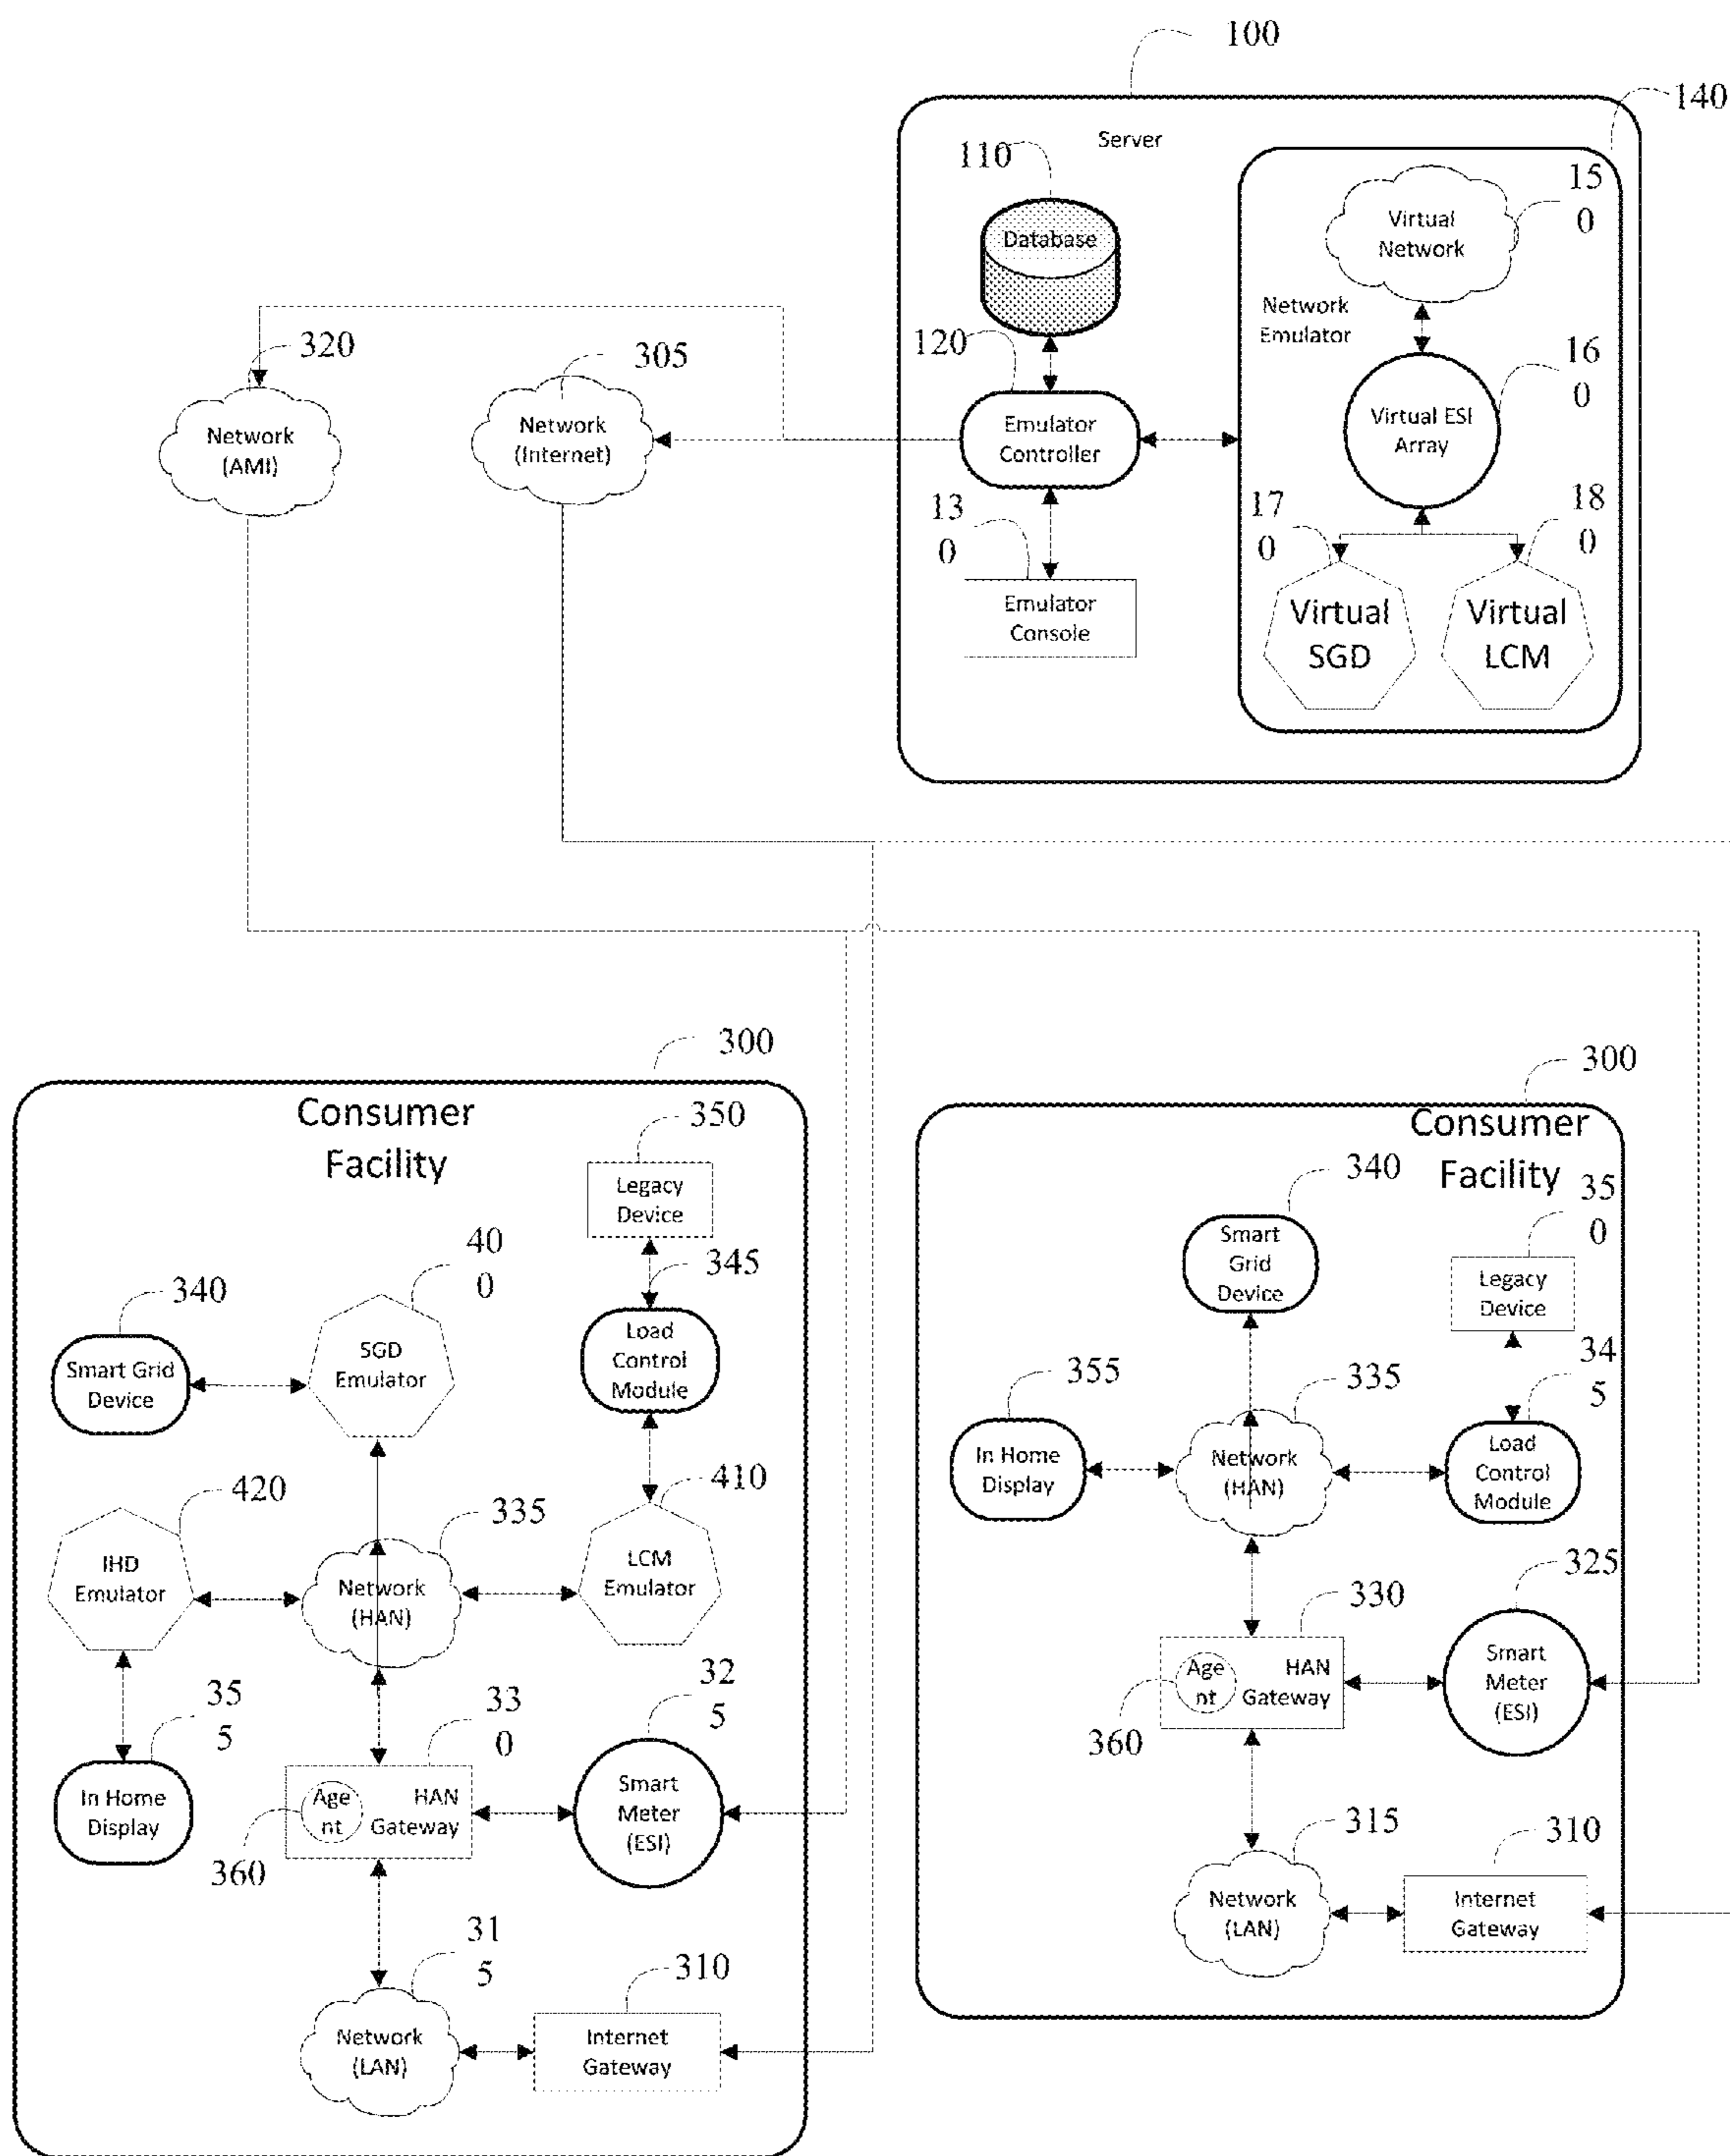 100
140
Server
110
15
0
Virtual
Network
Database
Network
Emulator
320
305
120
16
0
Network
(AMI)
Network
(Internet)
Emulator
Controller
Virtual ESI
Array
13
0
17
0
18
0
Emulator
Console
Virtual
SGD
Virtual
LCM
300
Consumer
Facility
350
Legacy
Device
40
0
345
340
SGD
Emulator
Load
Control
Module
Smart Grid
Device
420
335
410
IHD
Emulator
Network
(HAN)
LCM
Emulator
35
5
33
0
32
5
In Home
Display
Age
nt
HAN
Gateway
Smart
Meter
(ESI)
360
31
5
310
Network
(LAN)
Internet
Gateway
300
Consumer
Facility
340
35
0
Smart
Grid
Device
Legacy
Device
355
335
34
5
In Home
Display
Network
(HAN)
Load
Control
Module
325
330
Age
nt
HAN
Gateway
Smart
Meter
(ESI)
360
315
310
Network
(LAN)
Internet
Gateway